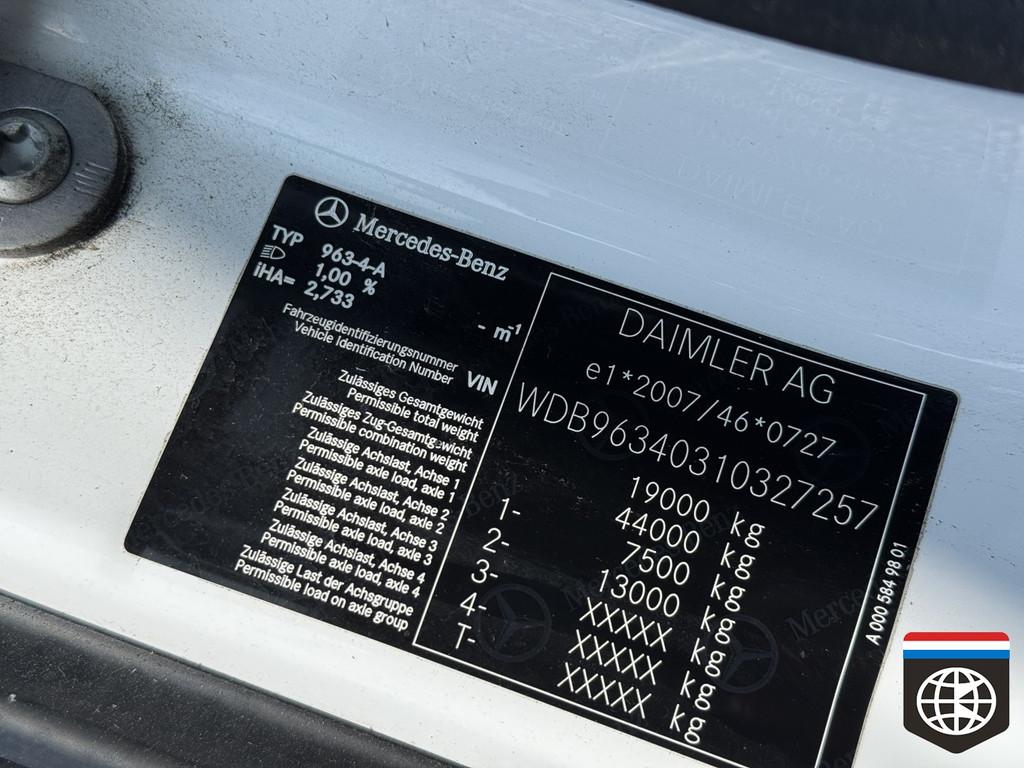 Mercedes-Benz
TYP 963-4-A
1,00 %
iHA= 2,733 - m⁻¹
DAIMLER AG
e1*2007/46*0727
Fahrzeugidentifizierungsnummer
Vehicle Identification Number VIN WDB96340310327257
Zulässiges Gesamtgewicht
Permissible total weight 19000 kg
Zulässiges Zug-Gesamtgewicht
Permissible combination weight 44000 kg
Zulässige Achslast, Achse 1
Permissible axle load, axle 1 1- 7500 kg
Zulässige Achslast, Achse 2
Permissible axle load, axle 2 2- 13000 kg
Zulässige Achslast, Achse 3
Permissible axle load, axle 3 3- XXXXX kg
Zulässige Achslast, Achse 4
Permissible axle load, axle 4 4- XXXXX kg
Zulässige Last der Achsgruppe
Permissible load on axle group T- XXXXX kg
A 000 584 98 01